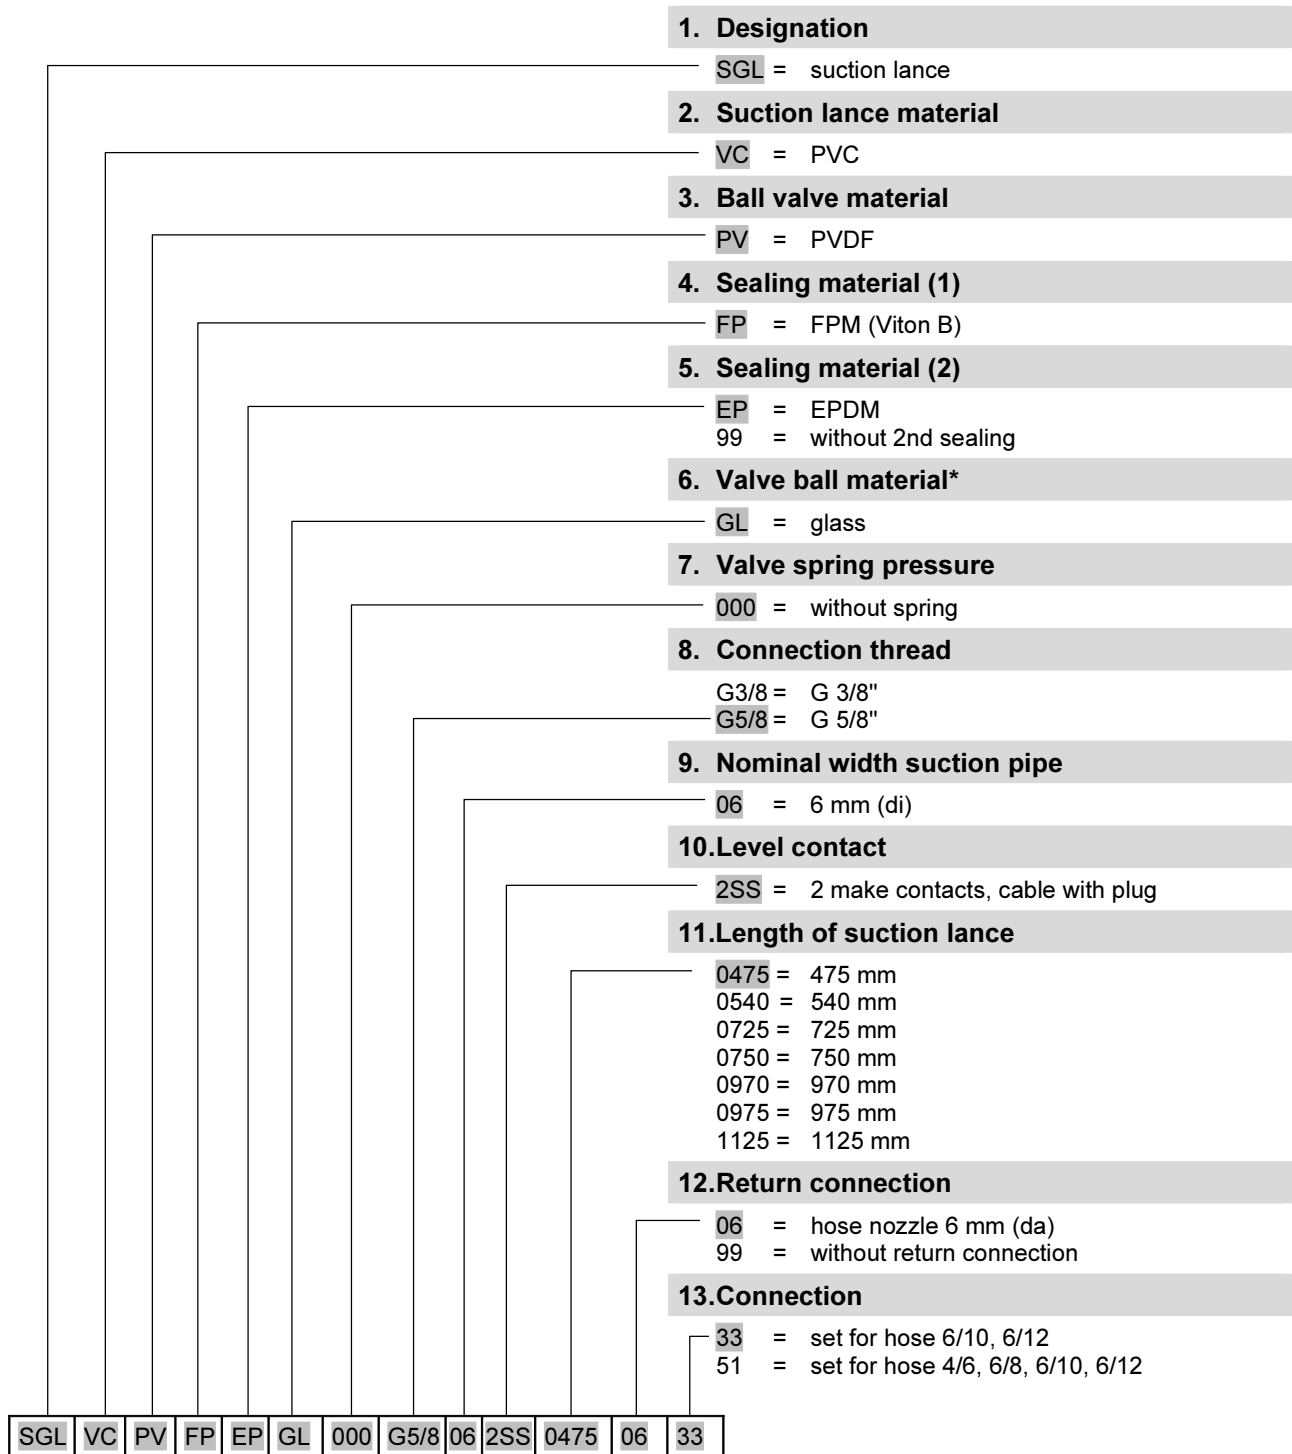 1. Designation
SGL = suction lance
2. Suction lance material
VC = PVC
3. Ball valve material
PV = PVDF
4. Sealing material (1)
FP = FPM (Viton B)
5. Sealing material (2)
EP = EPDM
99 = without 2nd sealing
6. Valve ball material*
GL = glass
7. Valve spring pressure
000 = without spring
8. Connection thread
G3/8 = G 3/8"
G5/8 = G 5/8"
9. Nominal width suction pipe
06 = 6 mm (di)
10.Level contact
2SS = 2 make contacts, cable with plug
11.Length of suction lance
0475 = 475 mm
0540 = 540 mm
0725 = 725 mm
0750 = 750 mm
0970 = 970 mm
0975 = 975 mm
1125 = 1125 mm
12.Return connection
06 = hose nozzle 6 mm (da)
99 = without return connection
13.Connection
33 = set for hose 6/10, 6/12
51 = set for hose 4/6, 6/8, 6/10, 6/12
SGL VC PV FP EP GL 000 G5/8 06 2SS 0475 06 33